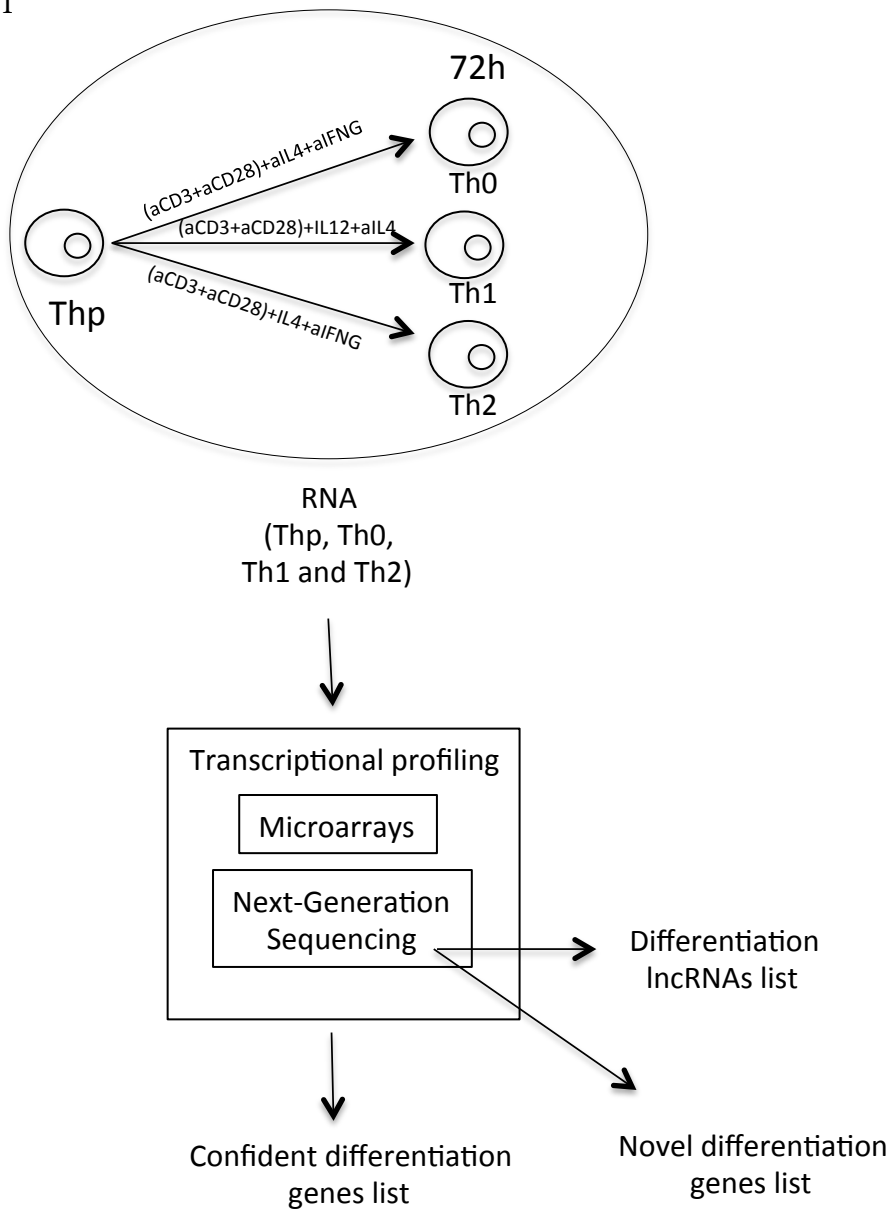 1
72h
(aCD3+aCD28)+aIL4+aIFNG
Th0
(aCD3+aCD28)+IL12+aIL4
Thp
Th1
(aCD3+aCD28)+IL4+aIFNG
Th2
RNA
(Thp, Th0,
Th1 and Th2)
Transcriptional profiling
Microarrays
Next-Generation
Sequencing
Differentiation
lncRNAs list
Confident differentiation
genes list
Novel differentiation
genes list